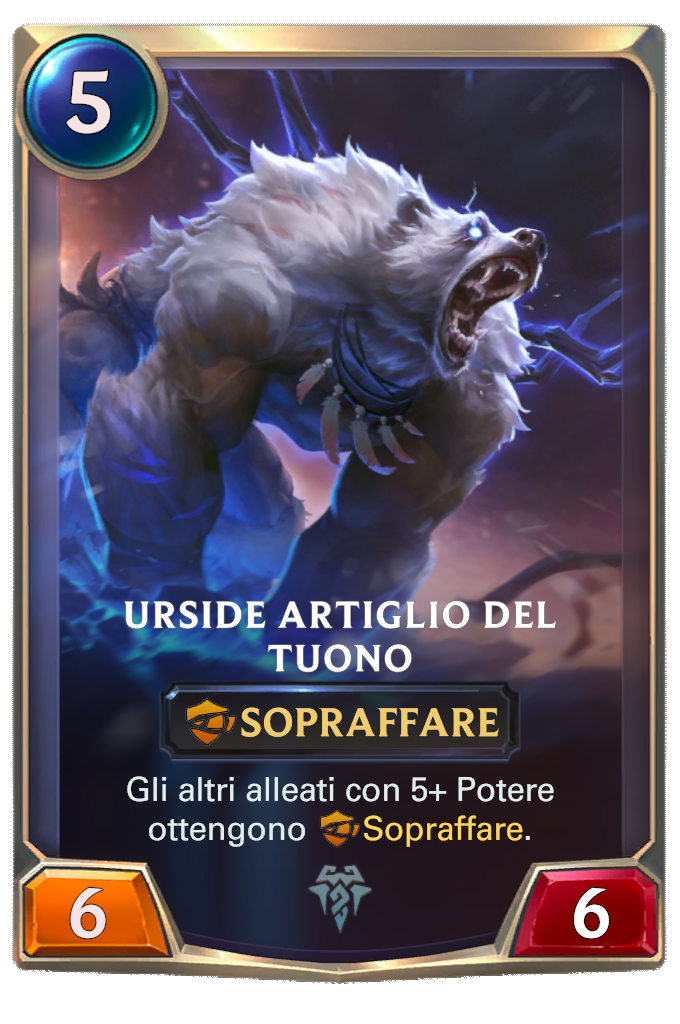 5
URSIDE ARTIGLIO DEL
TUONO
SOPRAFFARE
Gli altri alleati con 5+ Potere
ottengono Sopraffare.
6
6